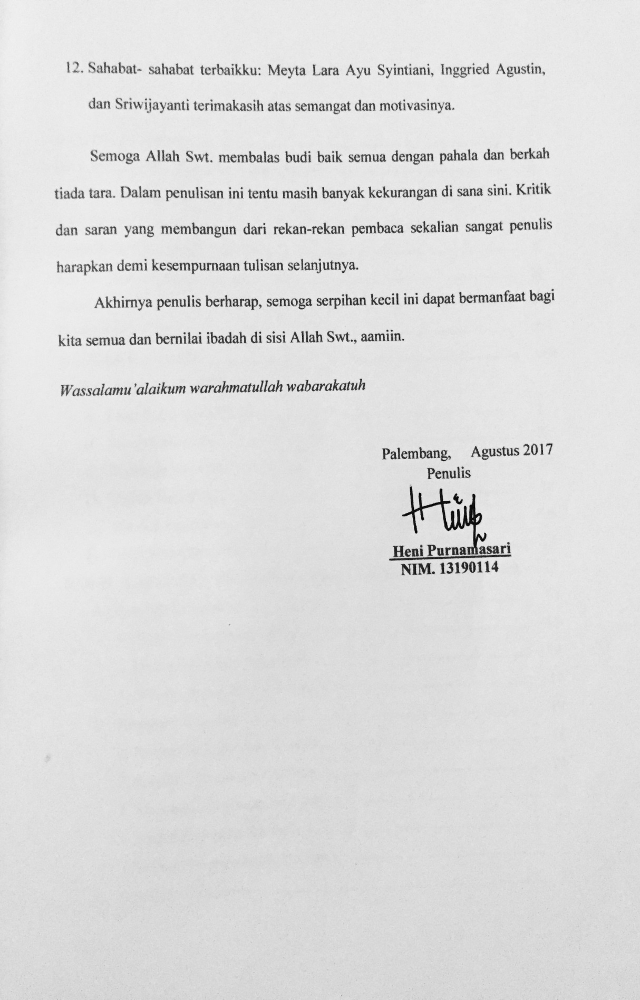 12. Sahabat- sahabat terbaikku: Meyta Lara Ayu Syintiani, Inggried Agustin,
dan Sriwijayanti terimakasih atas semangat dan motivasinya.
Semoga Allah Swt. membalas budi baik semua dengan pahala dan berkah
tiada tara. Dalam penulisan ini tentu masih banyak kekurangan di sana sini. Kritik
dan saran yang membangun dari rekan-rekan pembaca sekalian sangat penulis
harapkan demi kesempurnaan tulisan selanjutnya.
Akhirnya penulis berharap, semoga serpihan kecil ini dapat bermanfaat bagi
kita semua dan bernilai ibadah di sisi Allah Swt., aamiin.
Wassalamu'alaikum warahmatullah wabarakatuh
Palembang, Agustus 2017
Penulis
Heni Purnamasari
NIM. 13190114